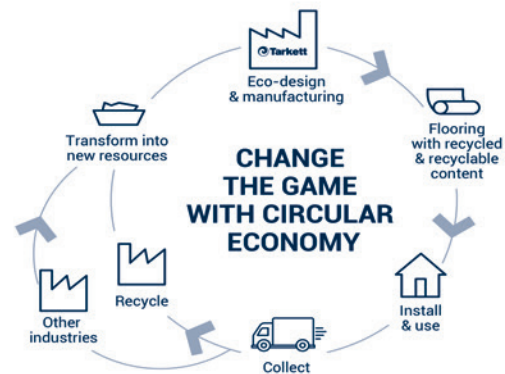 Tarkett
Eco-design
& manufacturing
Flooring
with recycled
& recyclable
content
Install
& use
Collect
Recycle
Other
industries
Transform into
new resources
CHANGE
THE GAME
WITH CIRCULAR
ECONOMY